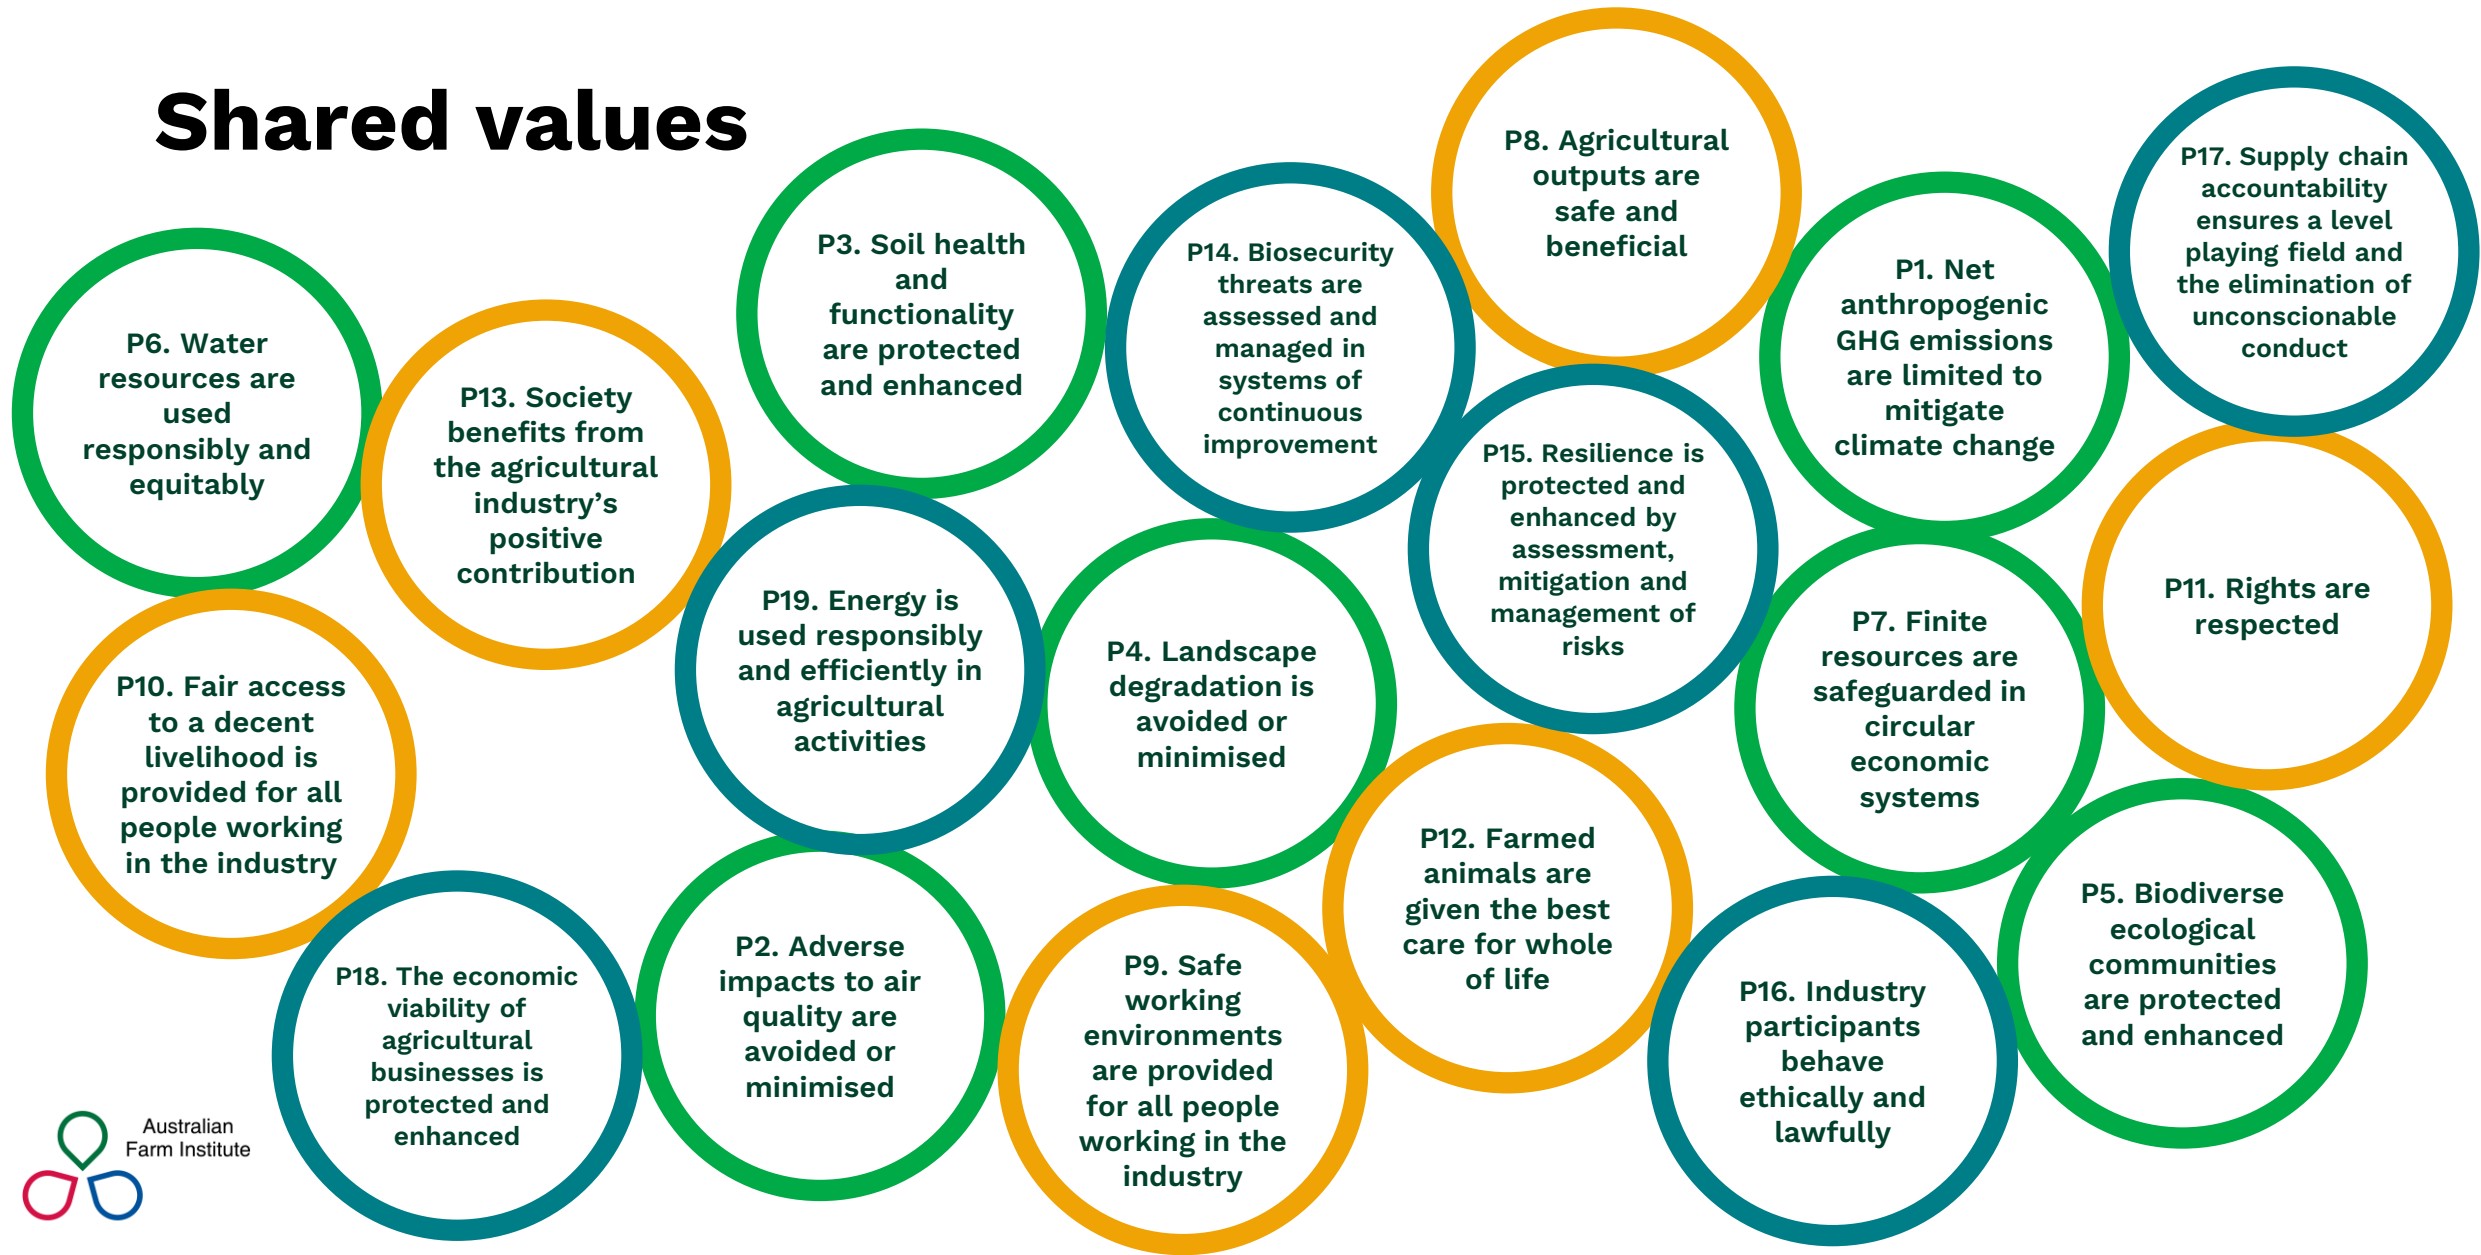 Shared values
P6. Water
resources are
used
responsibly and
equitably
P13. Society
benefits from
the agricultural
industry’s
positive
contribution
P3. Soil health
and
functionality
are protected
and enhanced
P14. Biosecurity
threats are
assessed and
managed in
systems of
continuous
improvement
P8. Agricultural
outputs are
safe and
beneficial
P1. Net
anthropogenic
GHG emissions
are limited to
mitigate
climate change
P17. Supply chain
accountability
ensures a level
playing field and
the elimination of
unconscionable
conduct
P10. Fair access
to a decent
livelihood is
provided for all
people working
in the industry
P19. Energy is
used responsibly
and efficiently in
agricultural
activities
P4. Landscape
degradation is
avoided or
minimised
P15. Resilience is
protected and
enhanced by
assessment,
mitigation and
management of
risks
P7. Finite
resources are
safeguarded in
circular
economic
systems
P11. Rights are
respected
P18. The economic
viability of
agricultural
businesses is
protected and
enhanced
P2. Adverse
impacts to air
quality are
avoided or
minimised
P9. Safe
working
environments
are provided
for all people
working in the
industry
P12. Farmed
animals are
given the best
care for whole
of life
P16. Industry
participants
behave
ethically and
lawfully
P5. Biodiverse
ecological
communities
are protected
and enhanced
Australian
Farm Institute